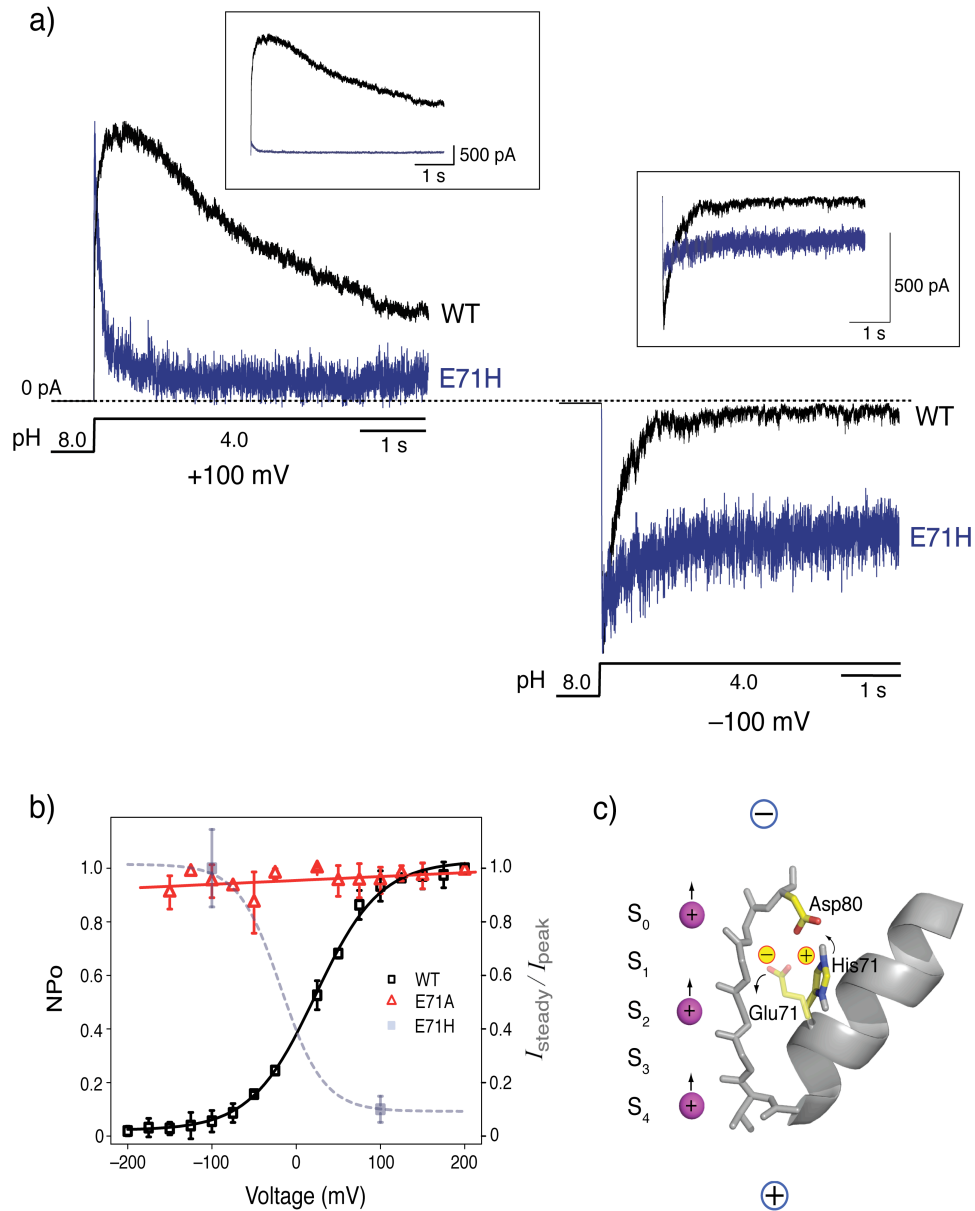 a)
500 pA
1 s
500 pA
1 s
WT
E71H
0 pA
pH 8.0 4.0 1 s
+100 mV
WT
E71H
pH 8.0 4.0 1 s
−100 mV
b)
NPo
1.0
0.8
0.6
0.4
0.2
0
1.0
0.8
0.6
0.4
0.2
0
Isteady / Ipeak
WT
E71A
E71H
−200 −100 0 100 200
Voltage (mV)
c)
−
S0 +
S1
S2 +
S3
S4 +
Asp80
− +
His71
Glu71
+